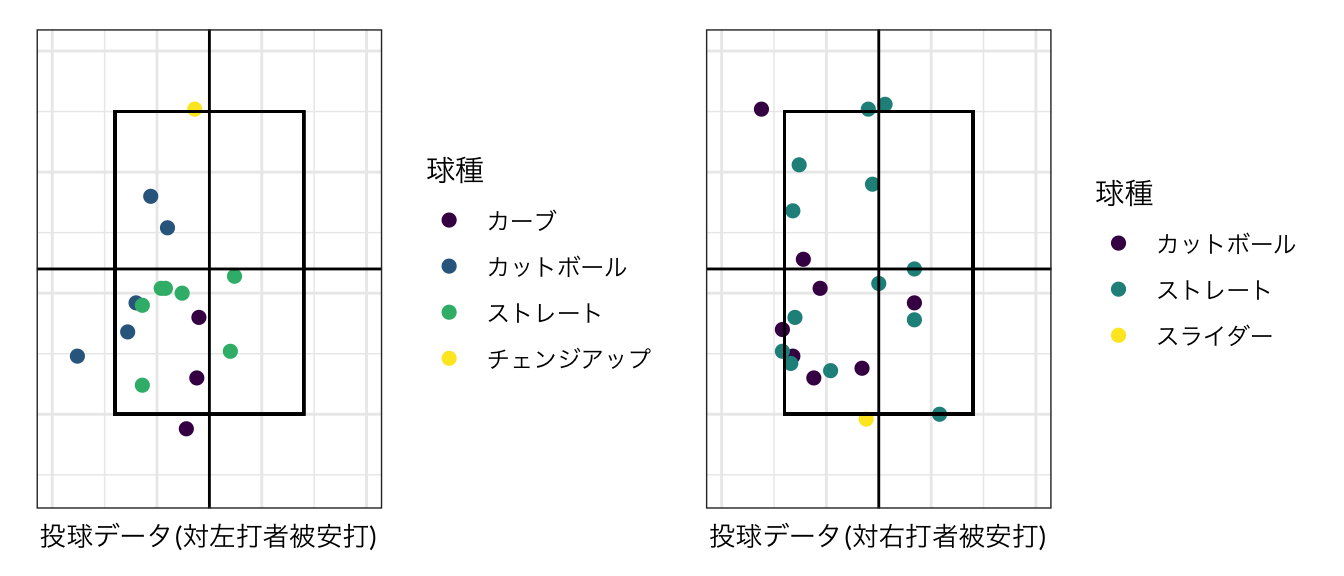 球種
カーブ
カットボール
ストレート
チェンジアップ
投球データ(対左打者被安打)
球種
カットボール
ストレート
スライダー
投球データ(対右打者被安打)